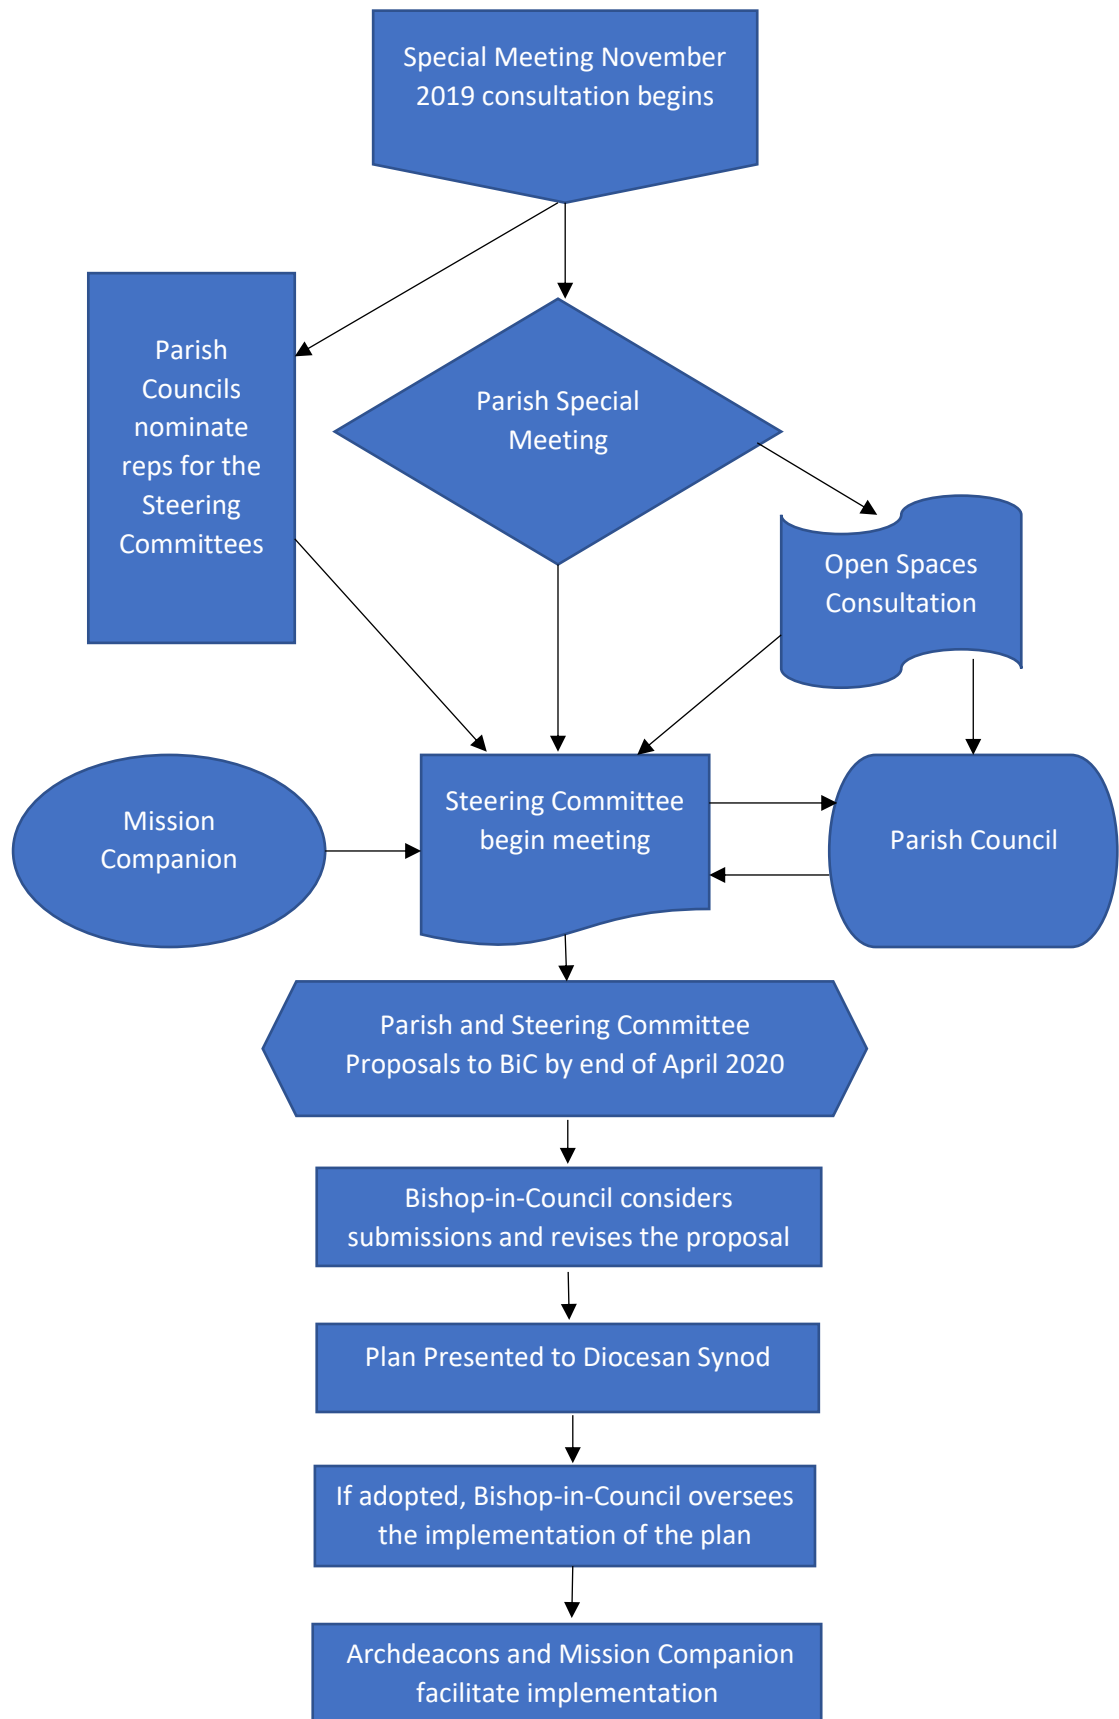 Special Meeting November
2019 consultation begins
Parish
Councils
nominate
reps for the
Steering
Committees
Parish Special
Meeting
Open Spaces
Consultation
Mission
Companion
Steering Committee
begin meeting
Parish Council
Parish and Steering Committee
Proposals to BiC by end of April 2020
Bishop-in-Council considers
submissions and revises the proposal
Plan Presented to Diocesan Synod
If adopted, Bishop-in-Council oversees
the implementation of the plan
Archdeacons and Mission Companion
facilitate implementation